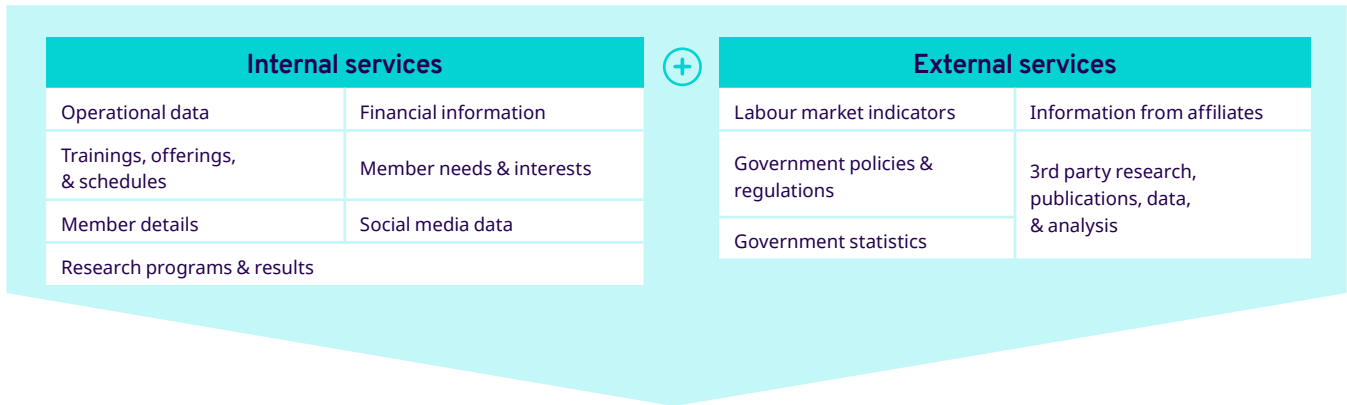 Internal services
Operational data
Financial information
Trainings, offerings,
& schedules
Member needs & interests
Member details
Social media data
Research programs & results
+
External services
Labour market indicators
Information from affiliates
Government policies &
regulations
3rd party research,
publications, data,
& analysis
Government statistics